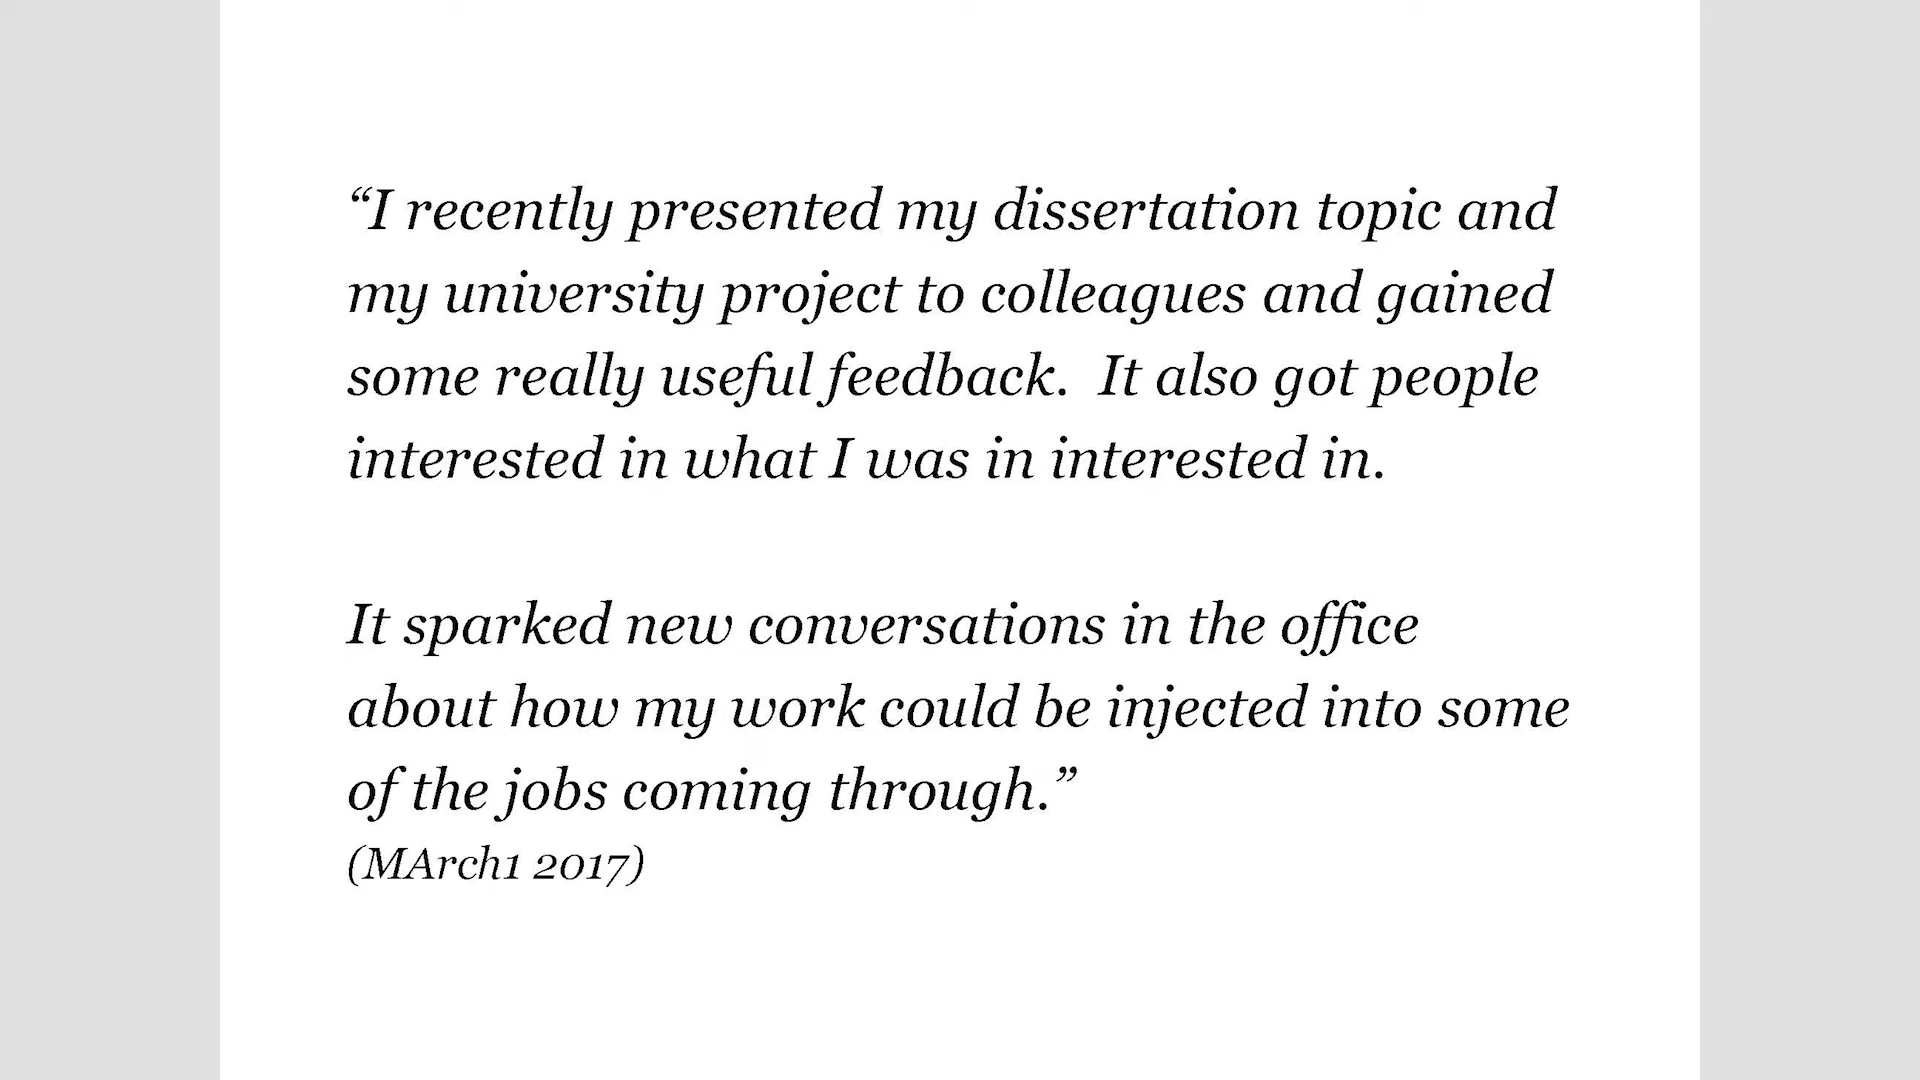 “I recently presented my dissertation topic and
my university project to colleagues and gained
some really useful feedback.  It also got people
interested in what I was in interested in.
It sparked new conversations in the office
about how my work could be injected into some
of the jobs coming through.”
(MArch1 2017)